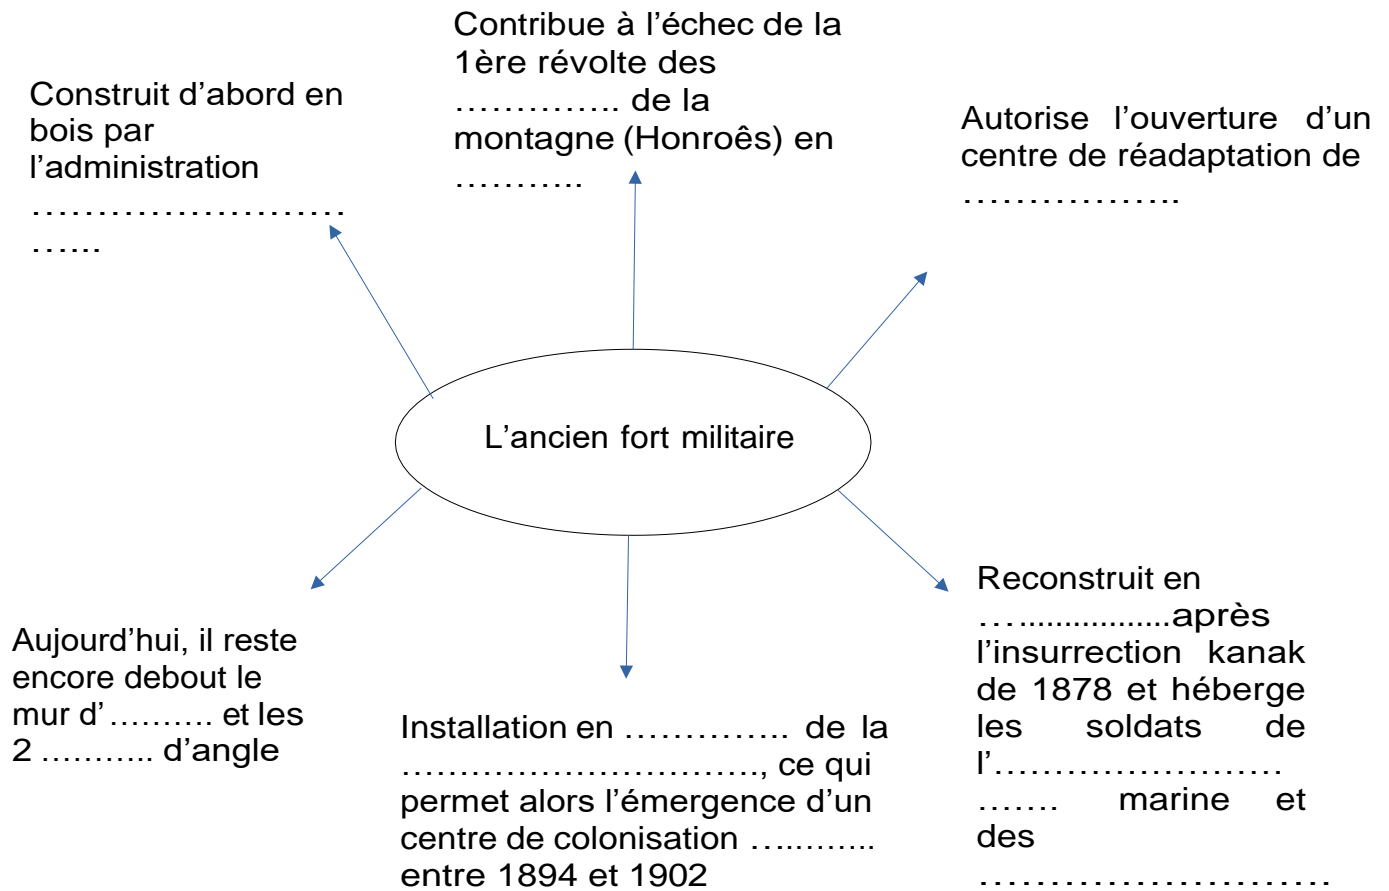 Construit d’abord en
bois par
l’administration
……………………
…...
Contribue à l’échec de la
1ère révolte des
………….. de la
montagne (Honroês) en
………..
Autorise l’ouverture d’un
centre de réadaptation de
……………..
L’ancien fort militaire
Aujourd’hui, il reste
encore debout le
mur d’ ………. et les
2 ……….. d’angle
Installation en ………….. de la
……………………………., ce qui
permet alors l’émergence d’un
centre de colonisation …..……..
entre 1894 et 1902
Reconstruit en
…..................après
l’insurrection kanak
de 1878 et héberge
les soldats de
l’……………………
……. marine et
des
………………………